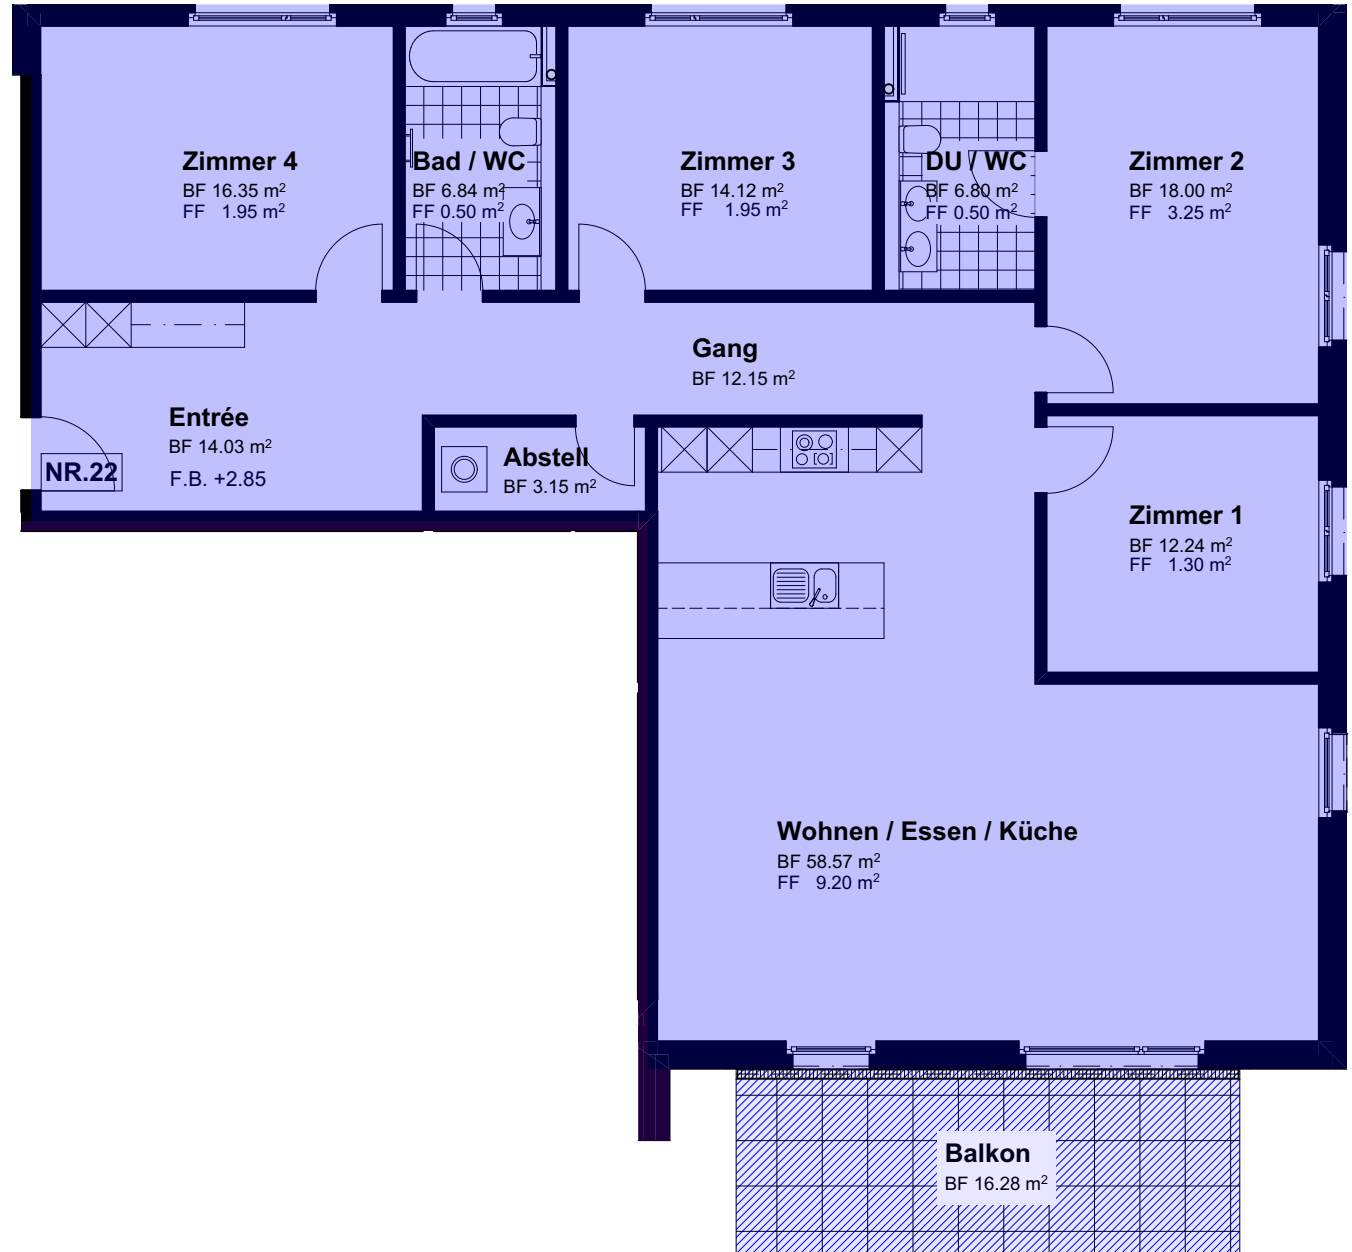 Zimmer 4
BF 16.35 m²
FF 1.95 m²
Bad / WC
BF 6.84 m²
FF 0.50 m²
Zimmer 3
BF 14.12 m²
FF 1.95 m²
DU / WC
BF 6.80 m²
FF 0.50 m²
Zimmer 2
BF 18.00 m²
FF 3.25 m²
Gang
BF 12.15 m²
Entrée
BF 14.03 m²
F.B. +2.85
NR.22
Abstell
BF 3.15 m²
Zimmer 1
BF 12.24 m²
FF 1.30 m²
Wohnen / Essen / Küche
BF 58.57 m²
FF 9.20 m²
Balkon
BF 16.28 m²